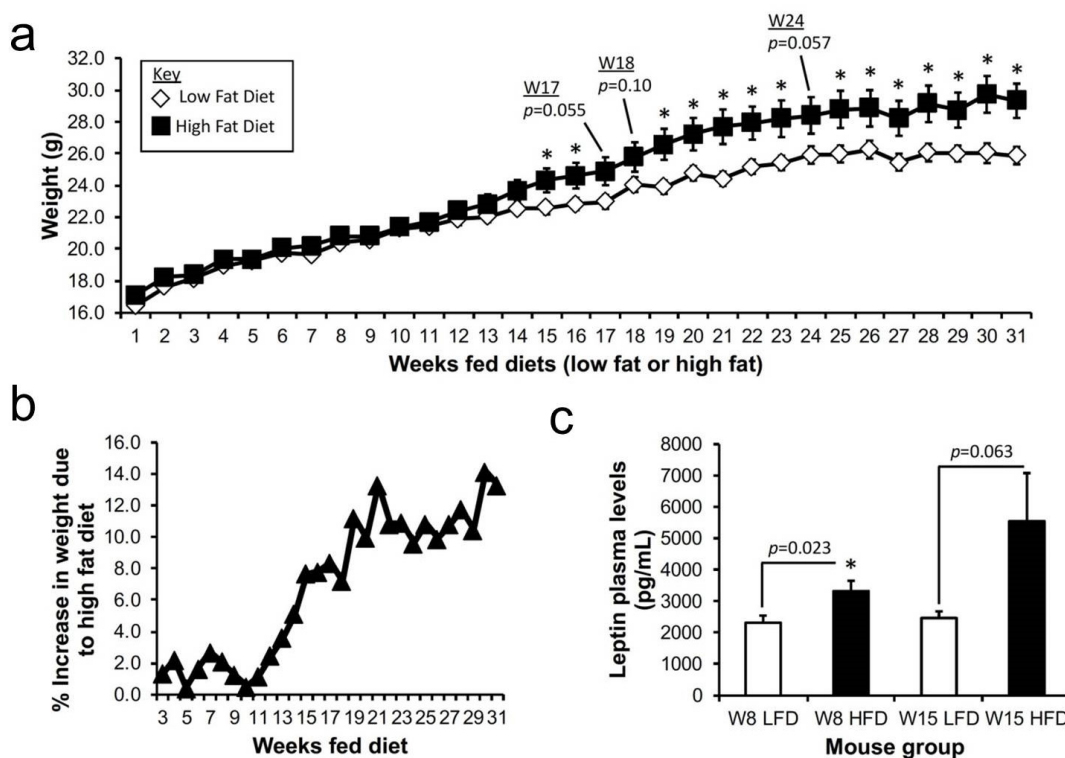 a
Weight (g)
32.0
30.0
28.0
26.0
24.0
22.0
20.0
18.0
16.0
Key
Low Fat Diet
High Fat Diet
W17
p=0.055
W18
p=0.10
W24
p=0.057
* * * * * * * * * * * * * *
1 2 3 4 5 6 7 8 9 10 11 12 13 14 15 16 17 18 19 20 21 22 23 24 25 26 27 28 29 30 31
Weeks fed diets (low fat or high fat)
b
% Increase in weight due
to high fat diet
16.0
14.0
12.0
10.0
8.0
6.0
4.0
2.0
0.0
3 5 7 9 11 13 15 17 19 21 23 25 27 29 31
Weeks fed diet
c
Leptin plasma levels
(pg/mL)
8000
7000
6000
5000
4000
3000
2000
1000
0
p=0.023
*
p=0.063
W8 LFD W8 HFD W15 LFD W15 HFD
Mouse group